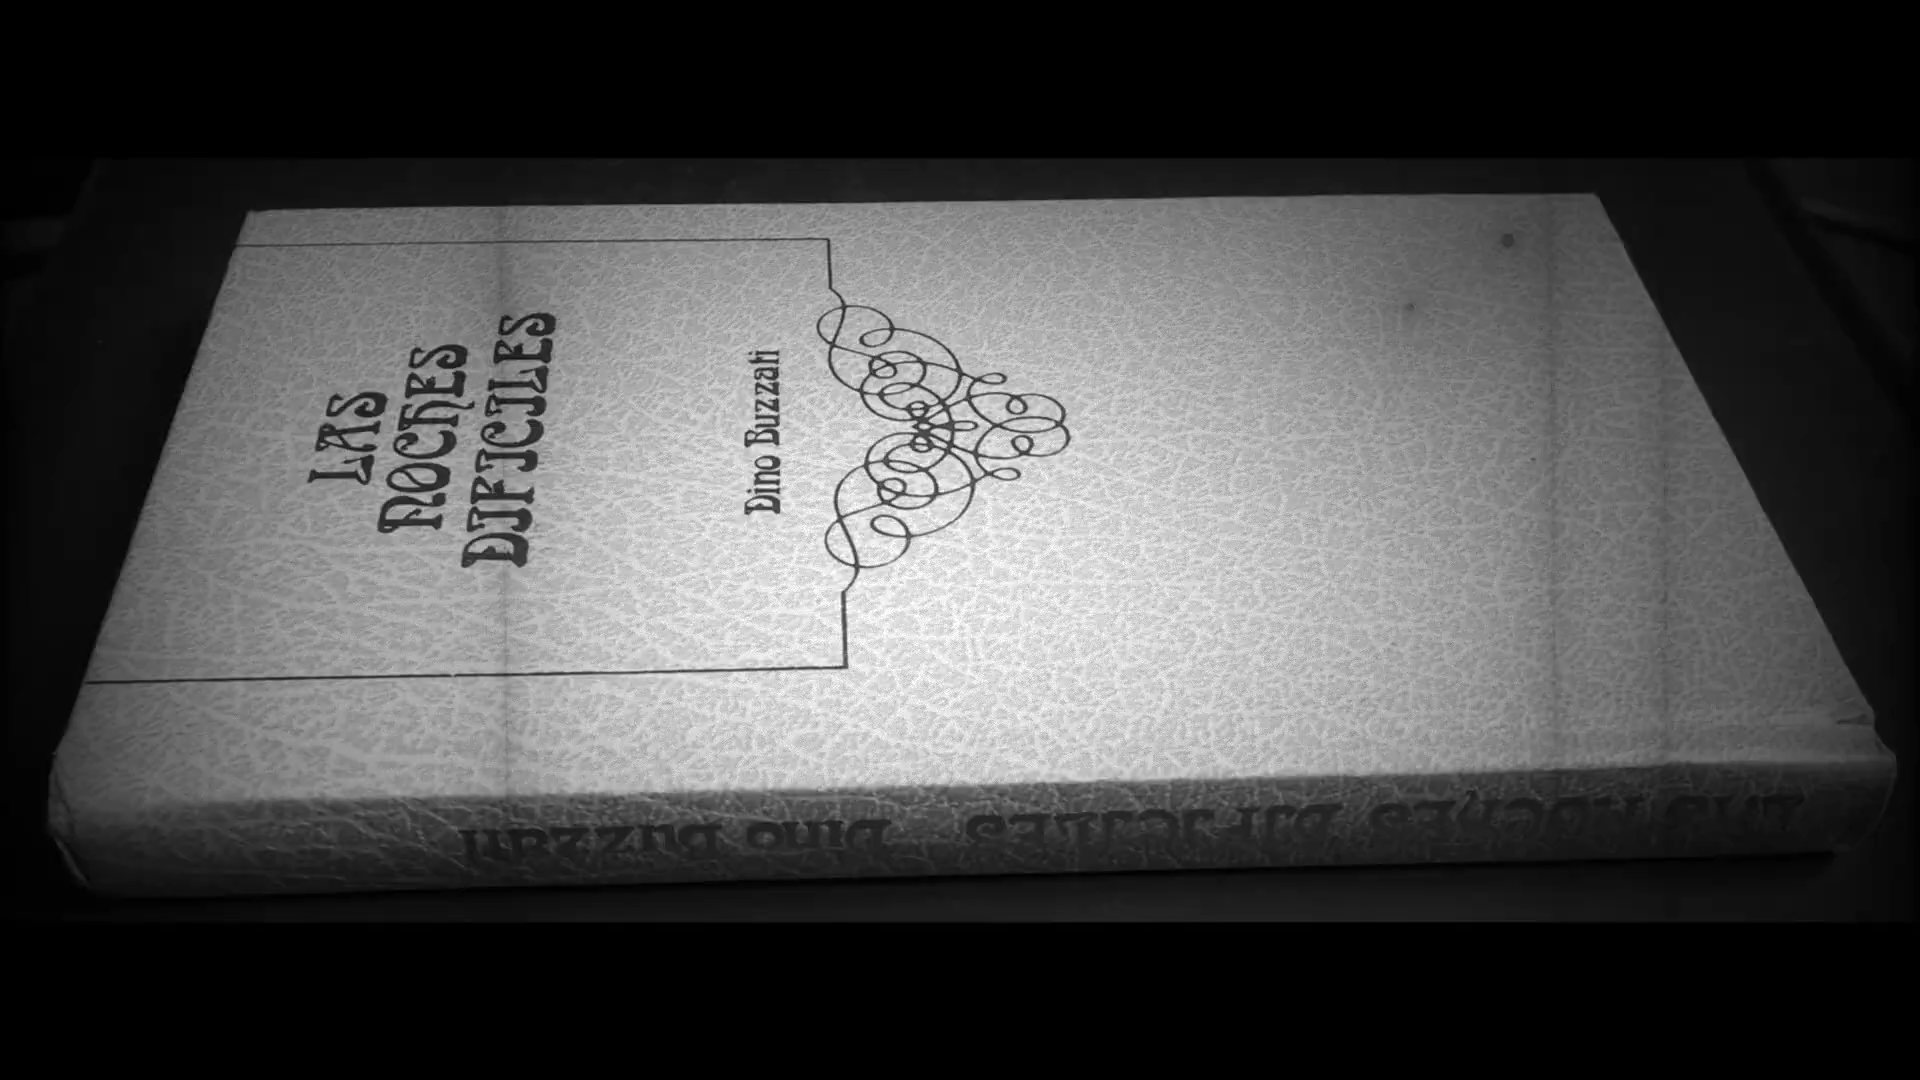 LAS
NOCHES
DIFICILES
Dino Buzzati
LAS NOCHES DIFICILES Dino Buzzati